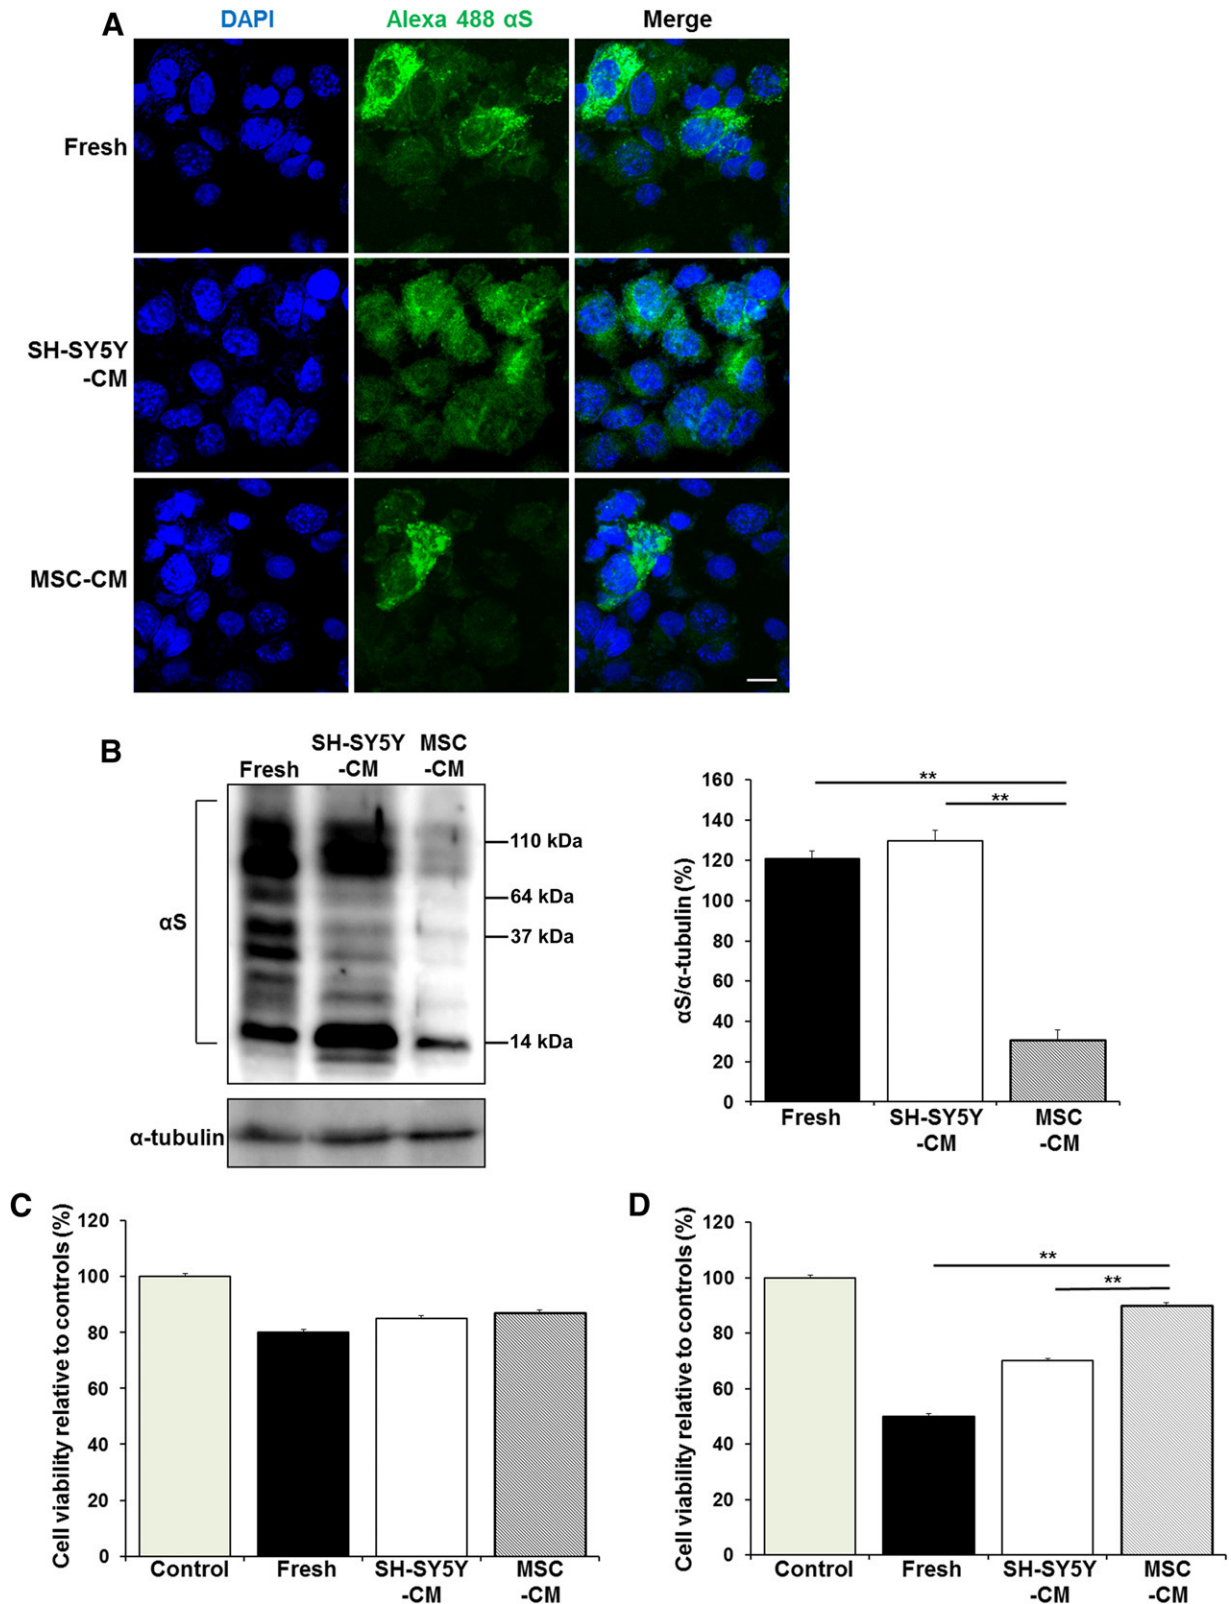 A
DAPI
Alexa 488 αS
Merge
Fresh
SH-SY5Y
-CM
MSC-CM
B
Fresh
SH-SY5Y
-CM
MSC
-CM
αS
110 kDa
64 kDa
37 kDa
14 kDa
α-tubulin
αS/α-tubulin (%)
160
140
120
100
80
60
40
20
0
**
**
Fresh
SH-SY5Y
-CM
MSC
-CM
C
Cell viability relative to controls (%)
120
100
80
60
40
20
0
Control
Fresh
SH-SY5Y
-CM
MSC
-CM
D
Cell viability relative to controls (%)
120
100
80
60
40
20
0
**
**
Control
Fresh
SH-SY5Y
-CM
MSC
-CM